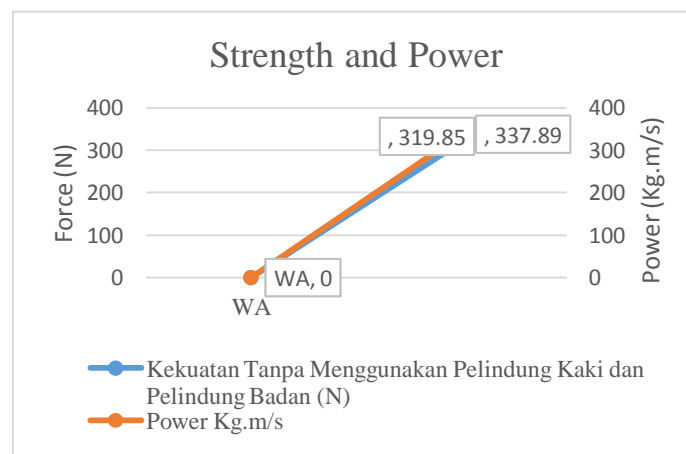 Strength and Power
400
300
200
100
0
Force (N)
400
300
200
100
0
Power (Kg.m/s)
, 319.85
, 337.89
WA, 0
WA
Kekuatan Tanpa Menggunakan Pelindung Kaki dan
Pelindung Badan (N)
Power Kg.m/s